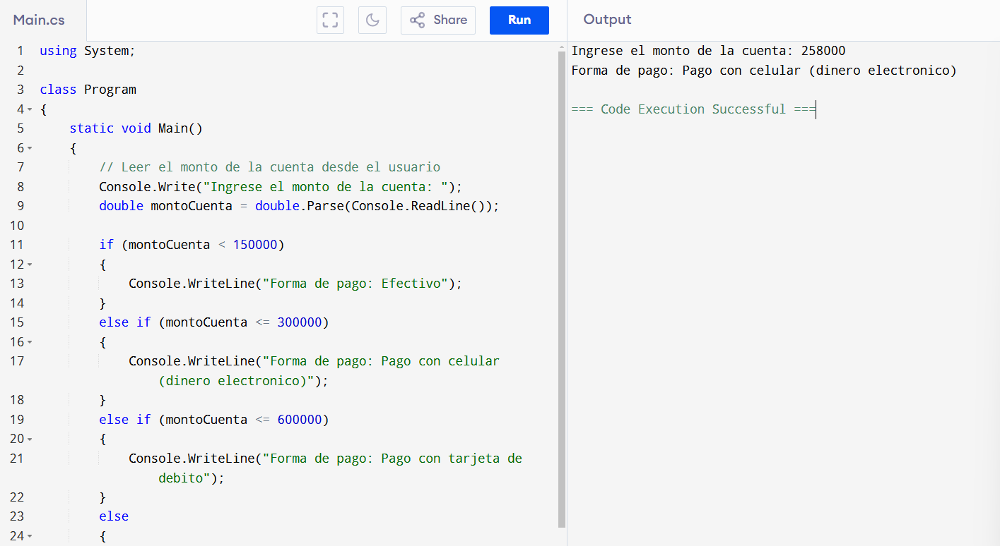 Main.cs
Share
Run
Output
1 using System;
2
3 class Program
4 {
5 static void Main()
6 {
7 // Leer el monto de la cuenta desde el usuario
8 Console.Write("Ingrese el monto de la cuenta: ");
9 double montoCuenta = double.Parse(Console.ReadLine());
10
11 if (montoCuenta < 150000)
12 {
13 Console.WriteLine("Forma de pago: Efectivo");
14 }
15 else if (montoCuenta <= 300000)
16 {
17 Console.WriteLine("Forma de pago: Pago con celular
(dinero electronico)");
18 }
19 else if (montoCuenta <= 600000)
20 {
21 Console.WriteLine("Forma de pago: Pago con tarjeta de
debito");
22 }
23 else
24 {
Ingrese el monto de la cuenta: 258000
Forma de pago: Pago con celular (dinero electronico)
=== Code Execution Successful ===